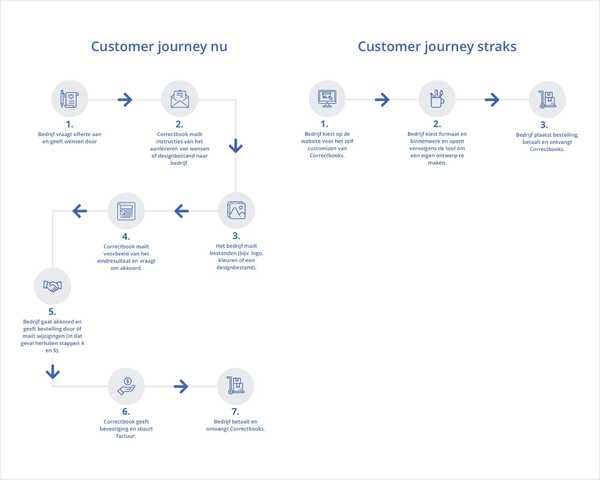 Customer journey nu
1.
Bedrijf vraagt offerte aan
en geeft wensen door
2.
Correctbook mailt
instructies van het
aanleveren van wensen
of designbestand naar
bedrijf
3.
Het bedrijf mailt
bestanden (bijv. logo,
kleuren of een
designbestand).
4.
Correctbook mailt
voorbeeld van het
eindresultaat en vraagt
om akkoord.
5.
Bedrijf gaat akkoord en
geeft bestelling door óf
mailt wijzigingen (in dat
geval herhalen stappen 4
en 5).
6.
Correctbook geeft
bevestiging en stuurt
factuur.
7.
Bedrijf betaalt en
ontvangt Correctbooks.
Customer journey straks
1.
Bedrijf kiest op de
website voor het zelf
customizen van
Correctbooks.
2.
Bedrijf kiest formaat en
binnenwerk en opent
vervolgens de tool om
een eigen ontwerp te
maken.
3.
Bedrijf plaatst bestelling,
betaalt en ontvangt
Correctbooks.